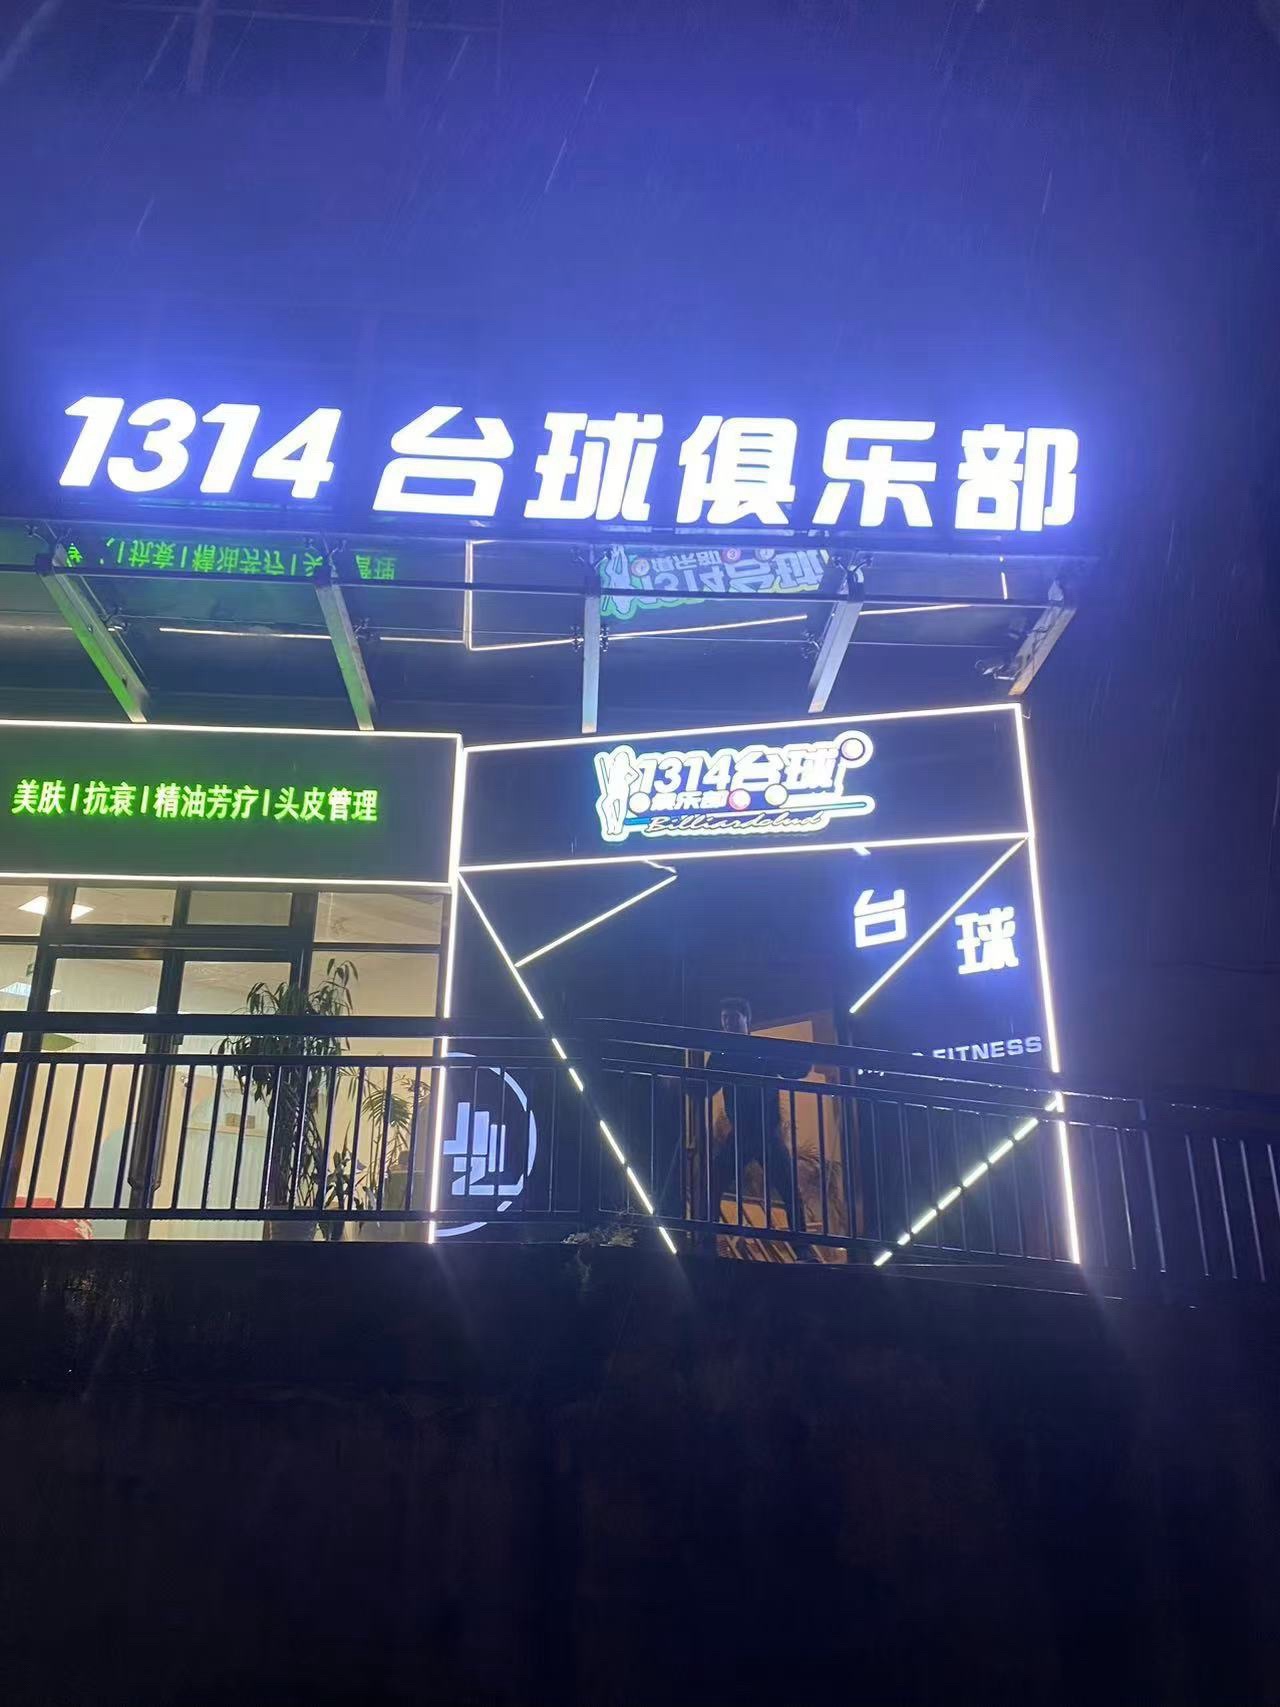 1314 台球俱乐部
美肤 | 抗衰 | 精油芳疗 | 头皮管理
1314台球
俱乐部
Billiardsclud
台球
FITNESS